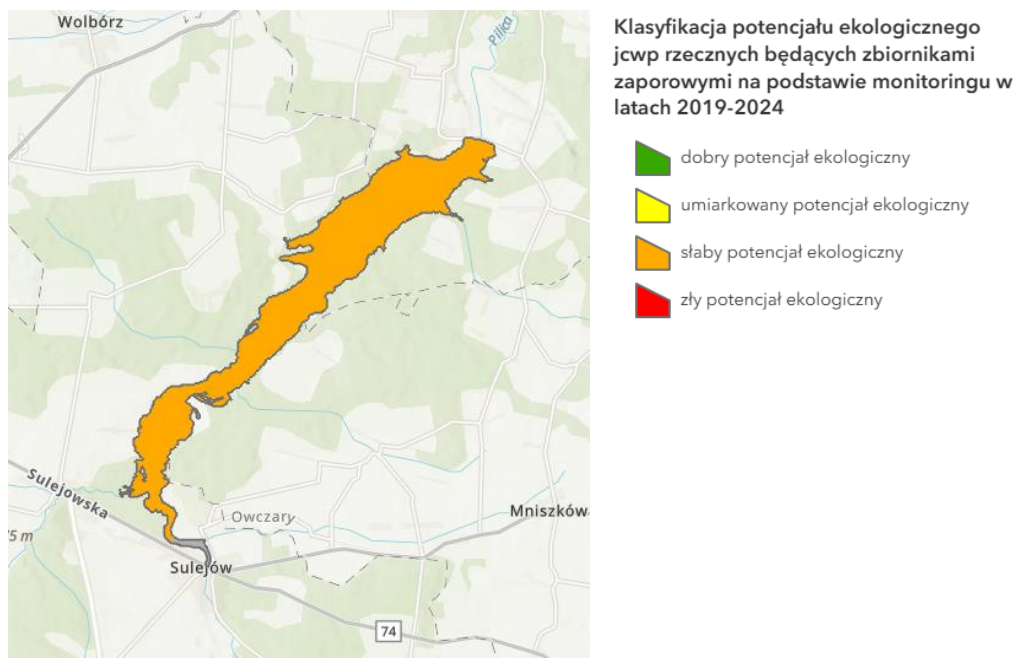 Wolbórz
Pilica
Sulejowska
Owczary
Mniszków
75 m
Sulejów
74
Klasyfikacja potencjału ekologicznego
jcwp rzecznych będących zbiornikami
zaporowymi na podstawie monitoringu w
latach 2019-2024
dobry potencjał ekologiczny
umiarkowany potencjał ekologiczny
słaby potencjał ekologiczny
zły potencjał ekologiczny